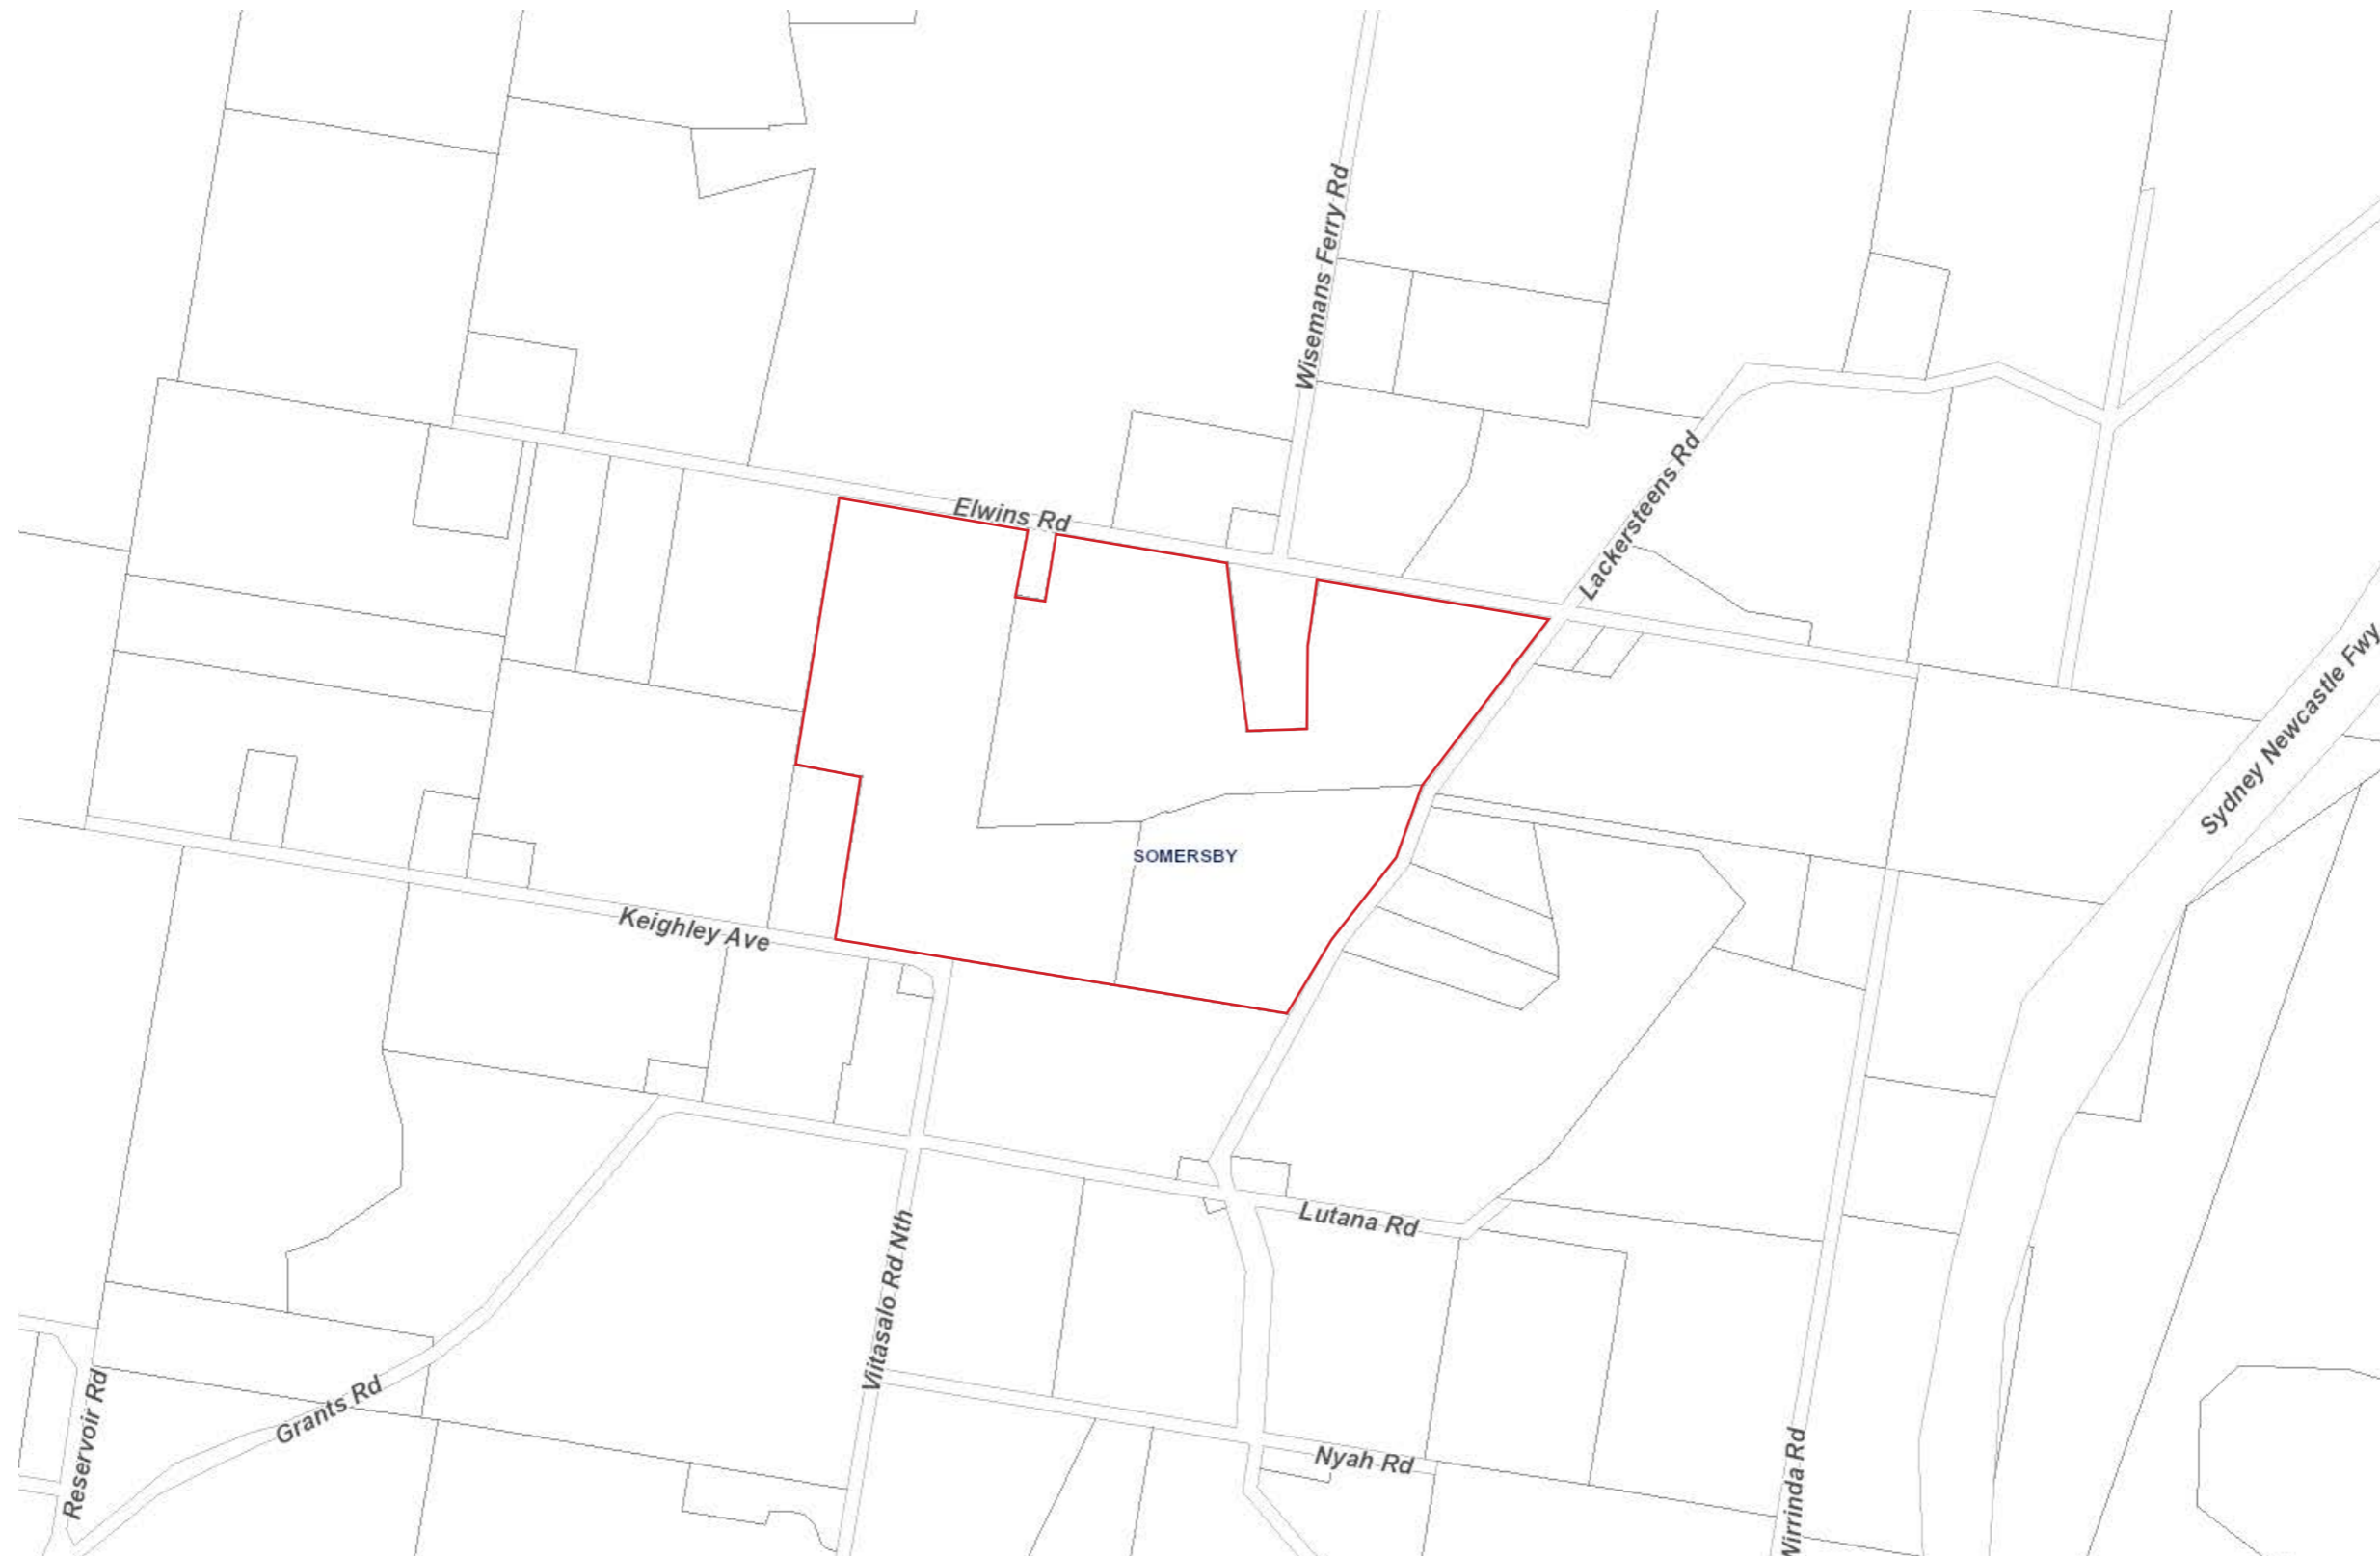 Wisemans Ferry Rd
Elwins Rd
Lackersteens Rd
Sydney Newcastle Fwy
SOMERSBY
Keighley Ave
Lutana Rd
Viitasalo Rd Nth
Grants Rd
Reservoir Rd
Nyah Rd
Wirrinda Rd